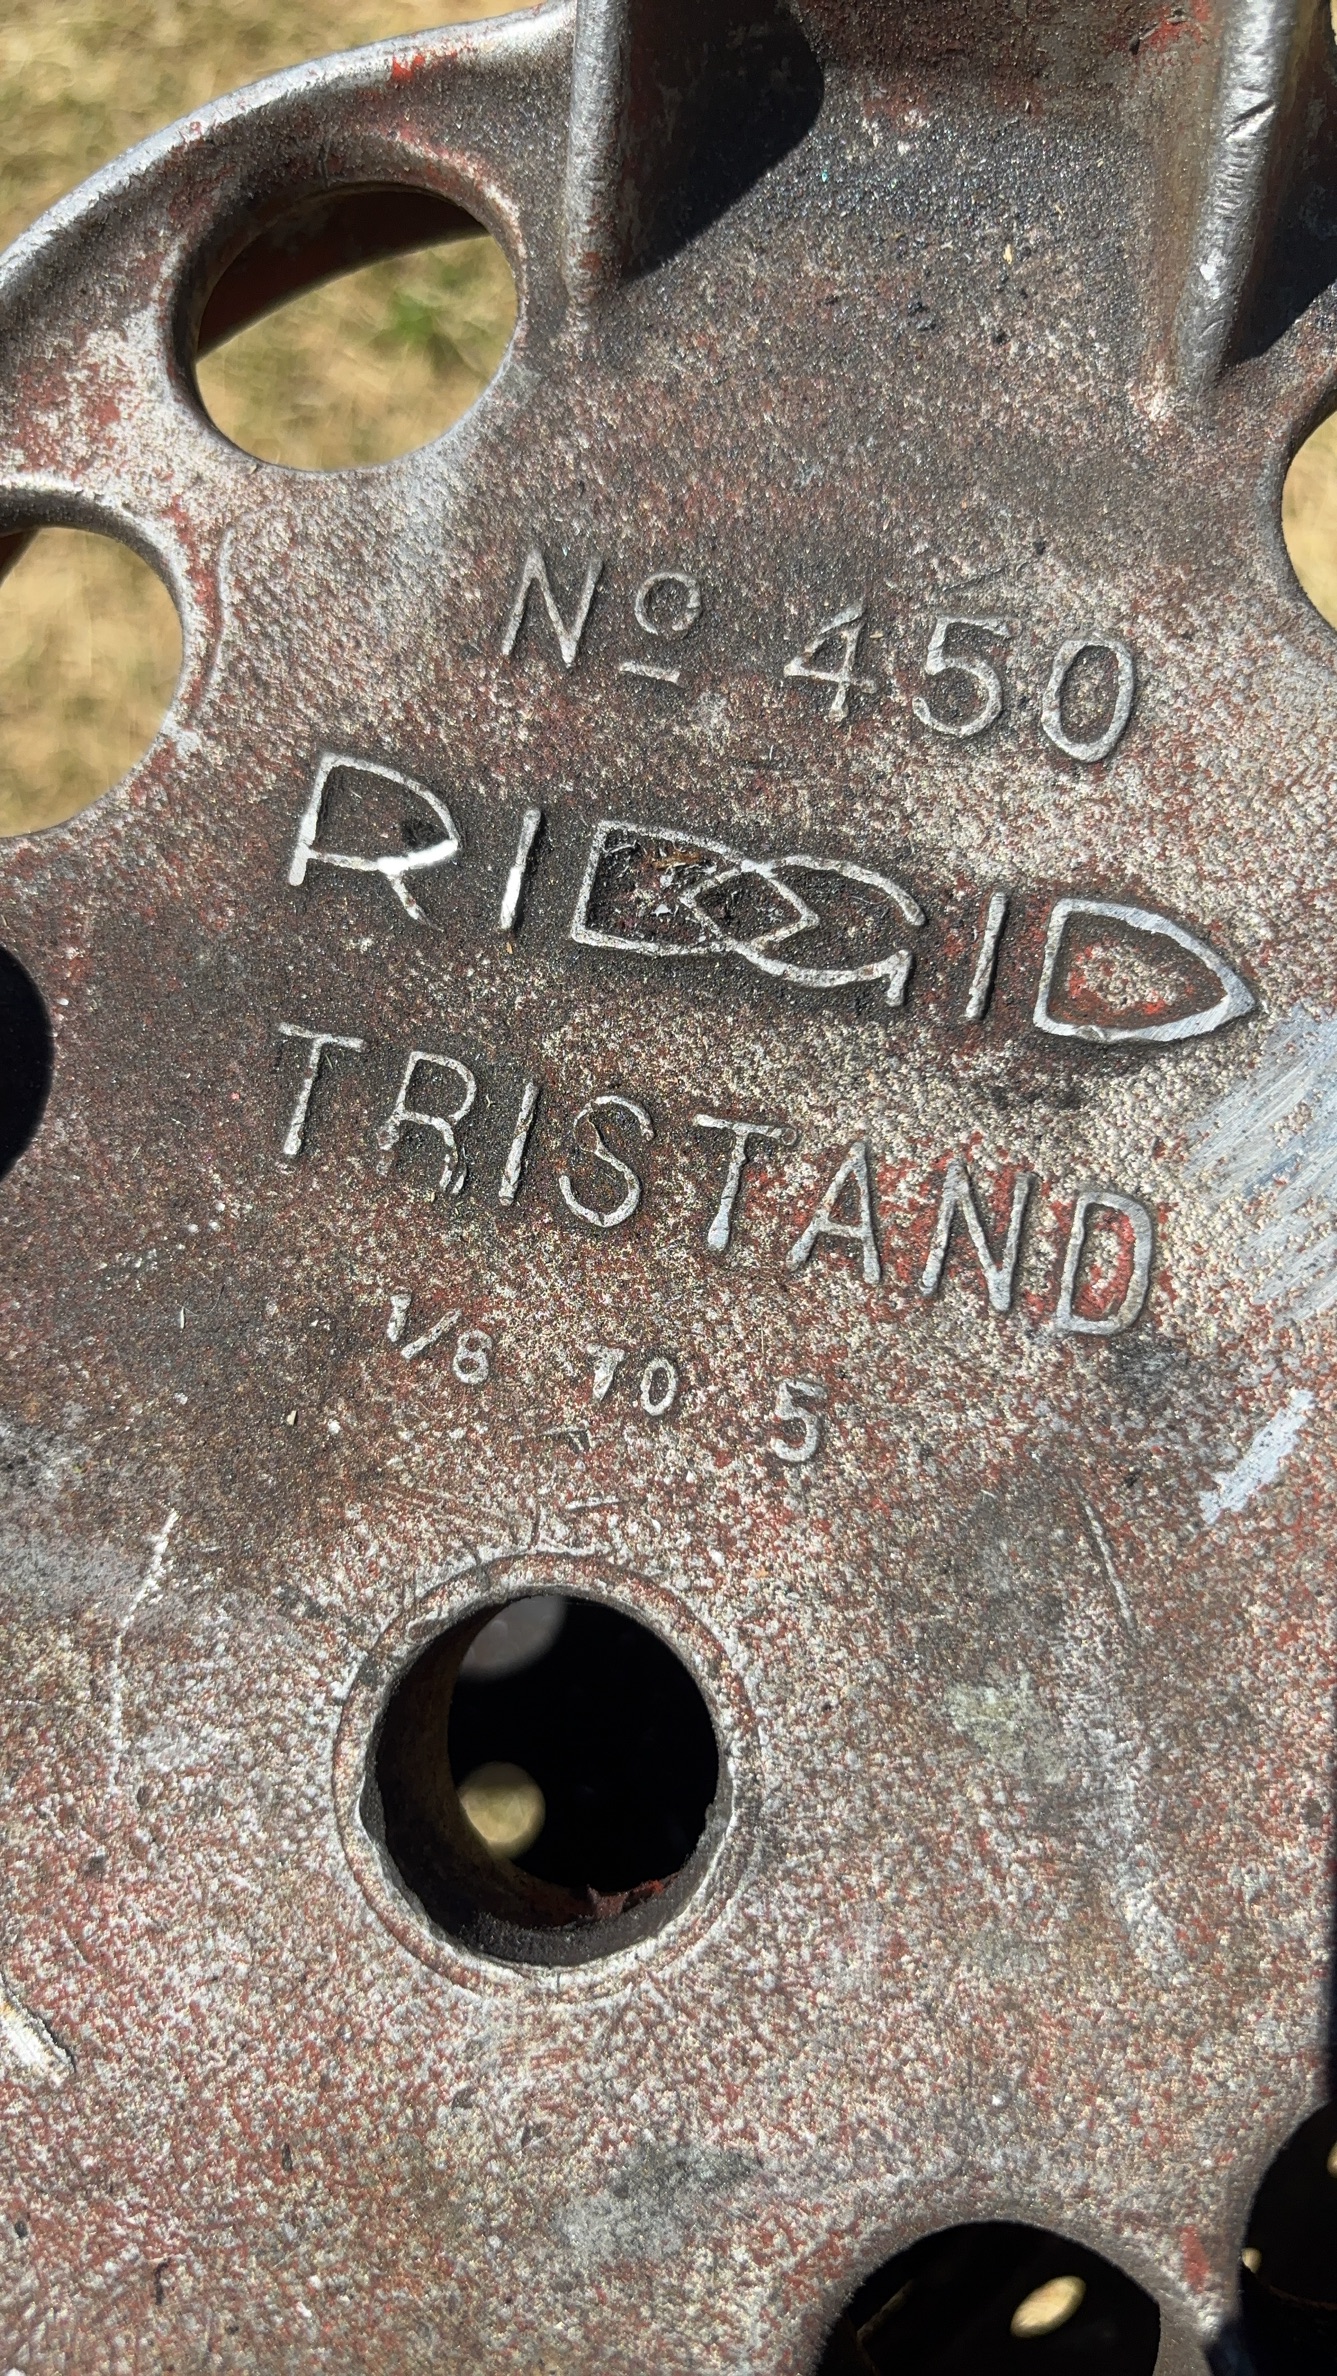 Nº 450
RIDGID
TRISTAND
1/8 TO 5